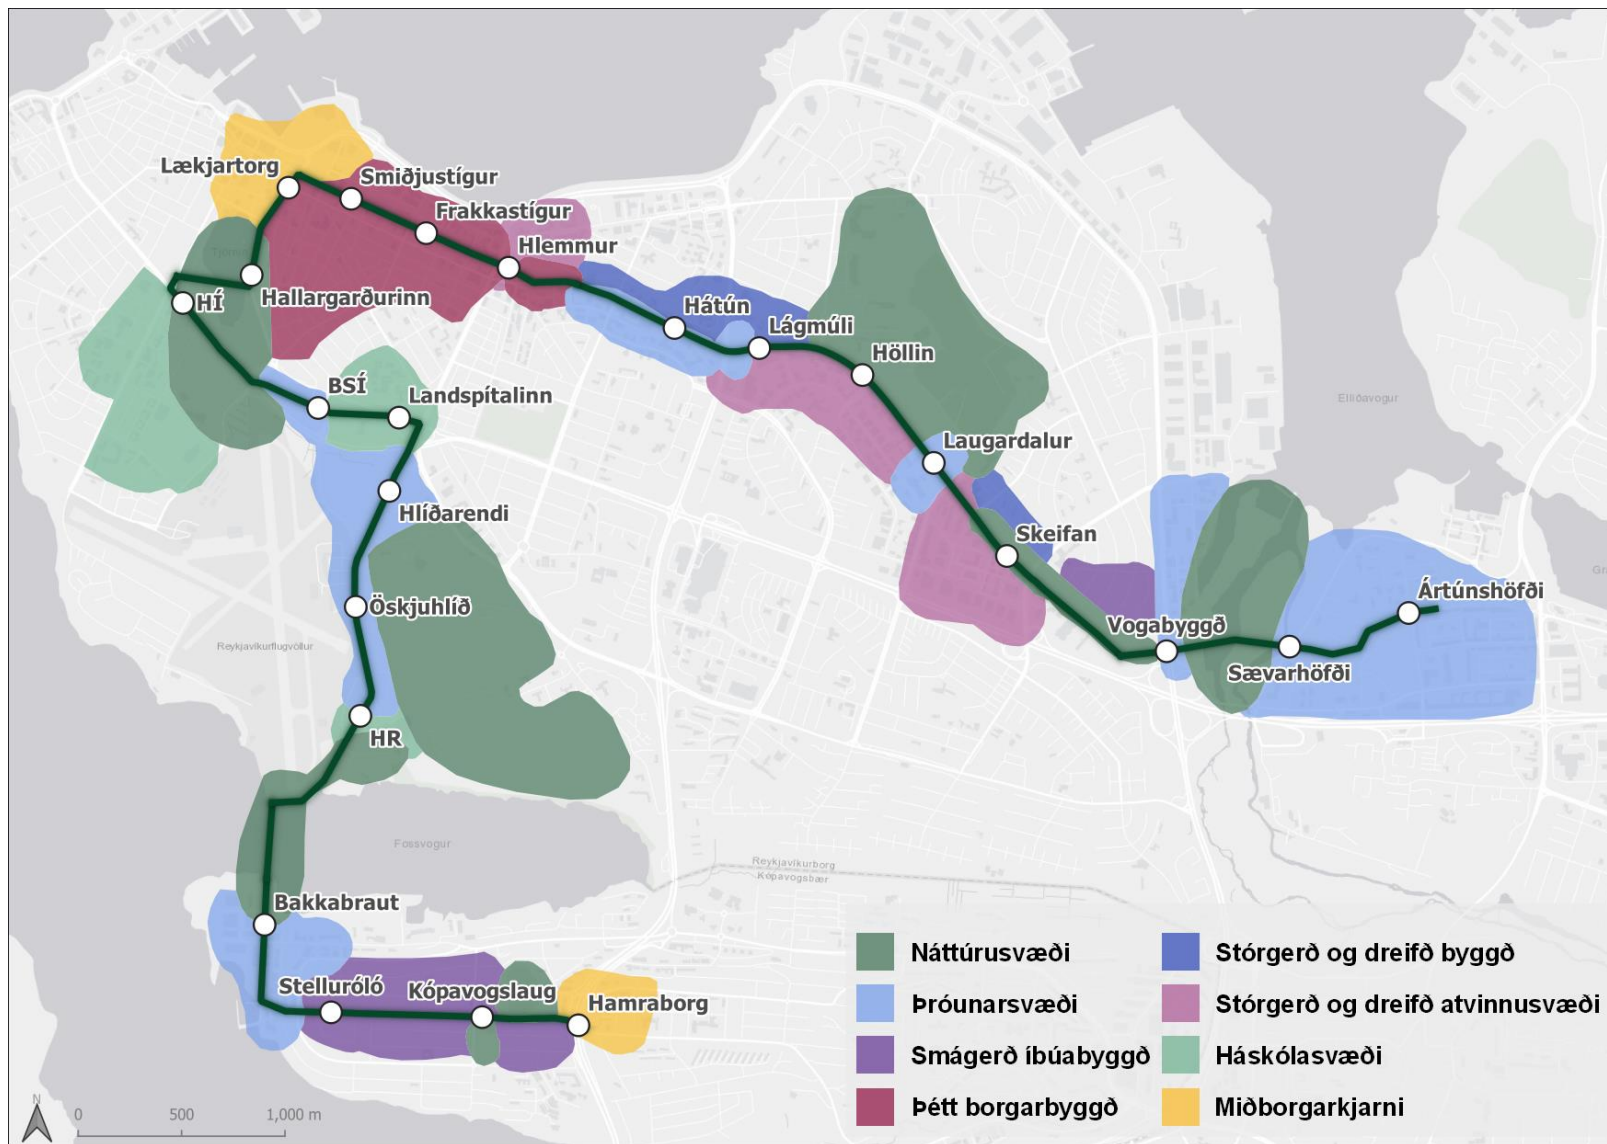 Lækjartorg
Smiðjustígur
Frakkastígur
Hlemmur
Hallargarðurinn
HÍ
Hátún
Lágmúli
Höllin
BSÍ
Landspítalinn
Elliðavogur
Laugardalur
Hlíðarendi
Skeifan
Öskjuhlíð
Ártúnshöfði
Vogabyggð
Reykjavíkurflugvöllur
Sævarhöfði
HR
Fossvogur
Reykjavíkurborg
Kópavogsbær
Bakkabraut
Stelluróló
Kópavogslaug
Hamraborg
Náttúrusvæði
Þróunarsvæði
Smágerð íbúabyggð
Þétt borgarbyggð
Stórgerð og dreifð byggð
Stórgerð og dreifð atvinnusvæði
Háskólasvæði
Miðborgarkjarni
N
0 500 1,000 m